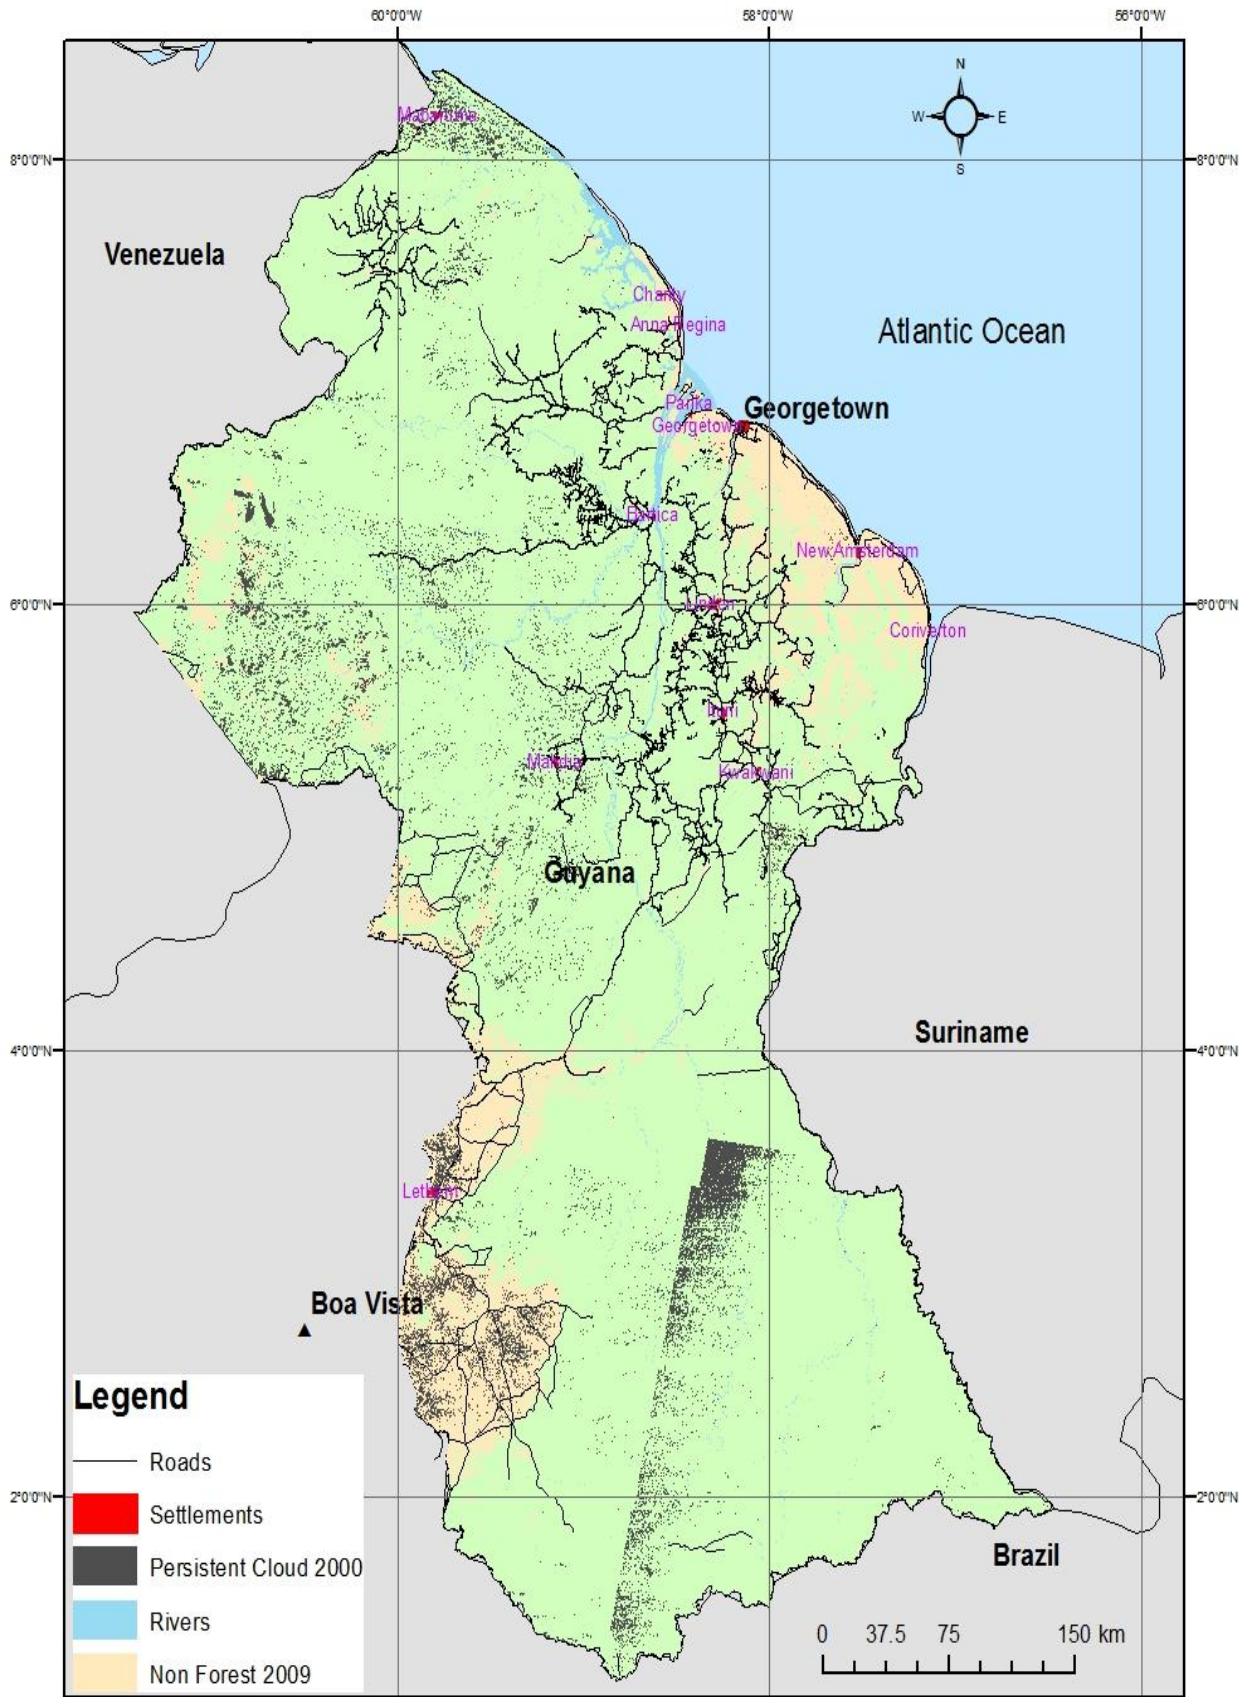 60°0'0"W
58°0'0"W
56°0'0"W
N
W
E
S
Mabaruma
8°0'0"N
8°0'0"N
Venezuela
Charity
Anna Regina
Atlantic Ocean
Parika
Georgetown
Georgetown
Bartica
New Amsterdam
6°0'0"N
6°0'0"N
Linden
Coriverton
Ituni
Mahdia
Kwakwani
Guyana
Suriname
4°0'0"N
4°0'0"N
Lethem
Boa Vista
Legend
Roads
2°0'0"N
2°0'0"N
Settlements
Brazil
Persistent Cloud 2000
Rivers
0 37.5 75 150 km
Non Forest 2009